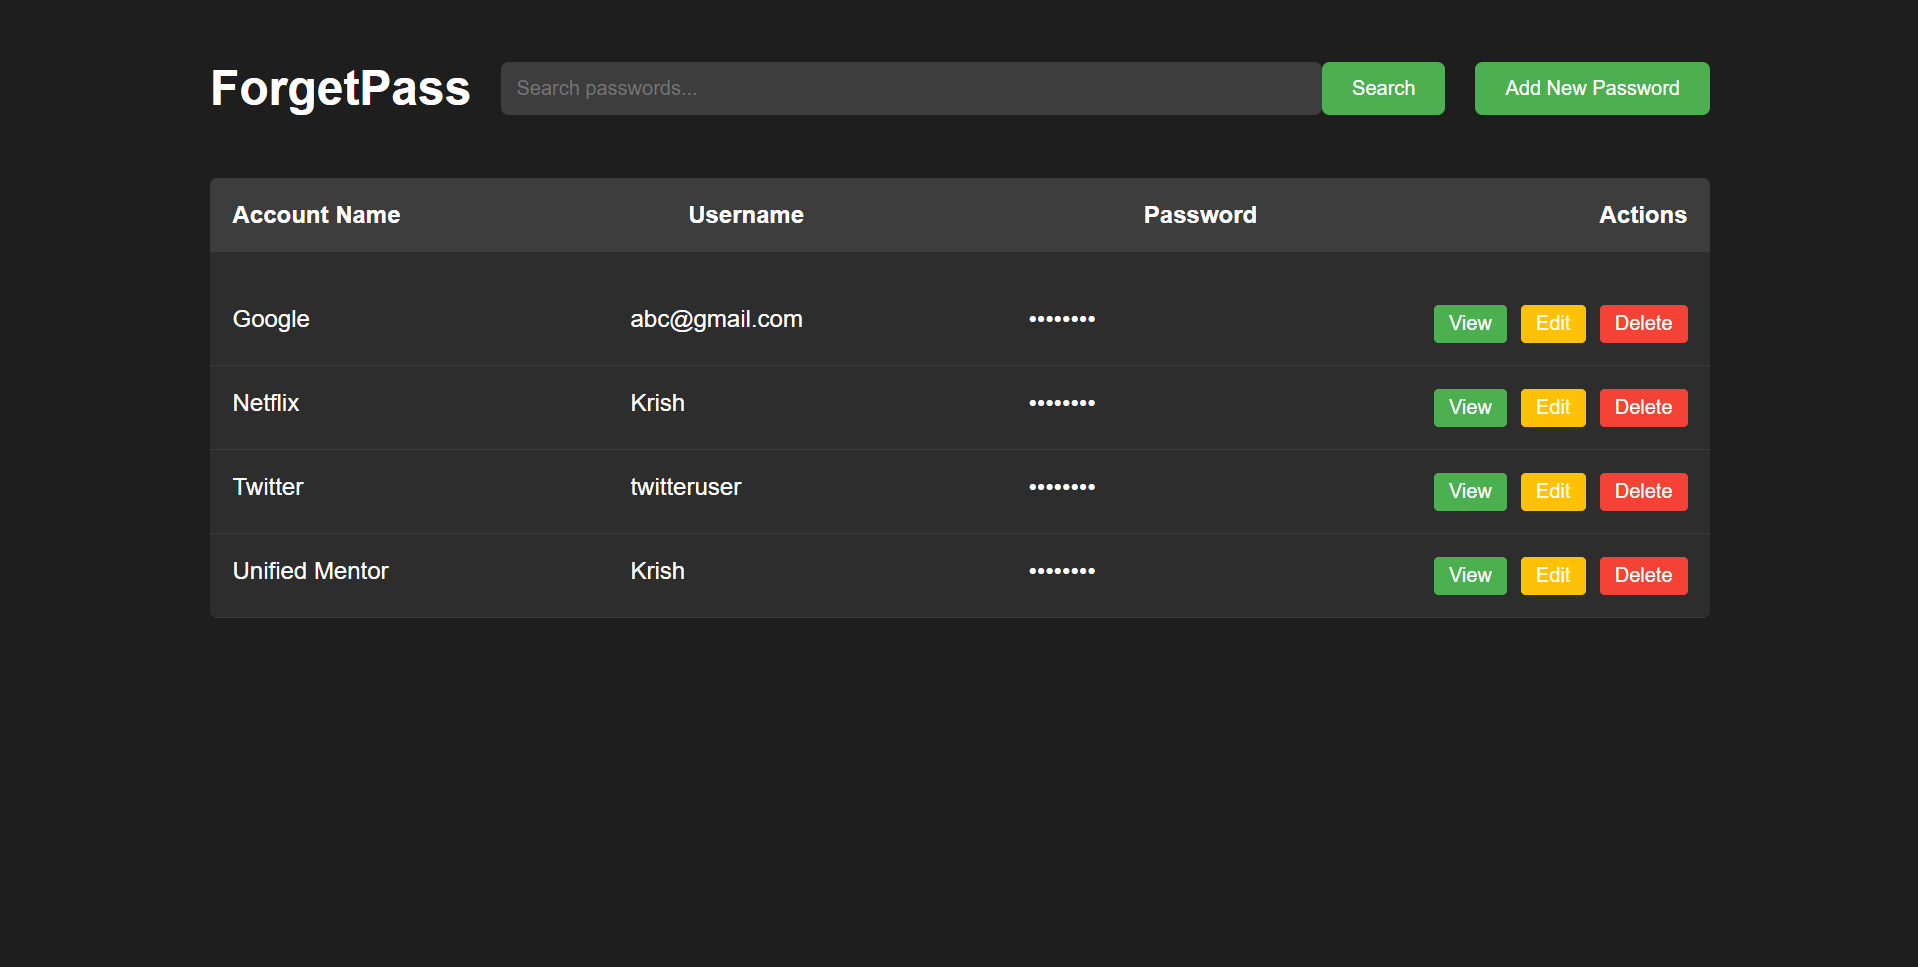 ForgetPass Search passwords... Search Add New Password
Account Name Username Password Actions
Google abc@gmail.com •••••••• View Edit Delete
Netflix Krish •••••••• View Edit Delete
Twitter twitteruser •••••••• View Edit Delete
Unified Mentor Krish •••••••• View Edit Delete